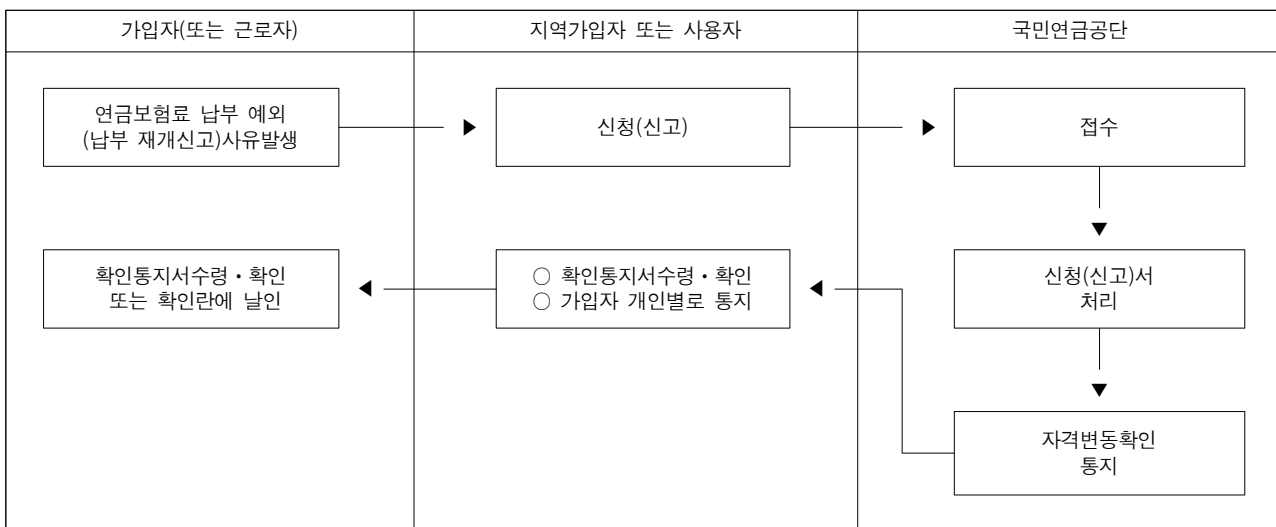 가입자(또는 근로자)
지역가입자 또는 사용자
국민연금공단
연금보험료 납부 예외
(납부 재개신고)사유발생
신청(신고)
접수
확인통지서수령・확인
또는 확인란에 날인
○ 확인통지서수령・확인
○ 가입자 개인별로 통지
신청(신고)서
처리
자격변동확인
통지